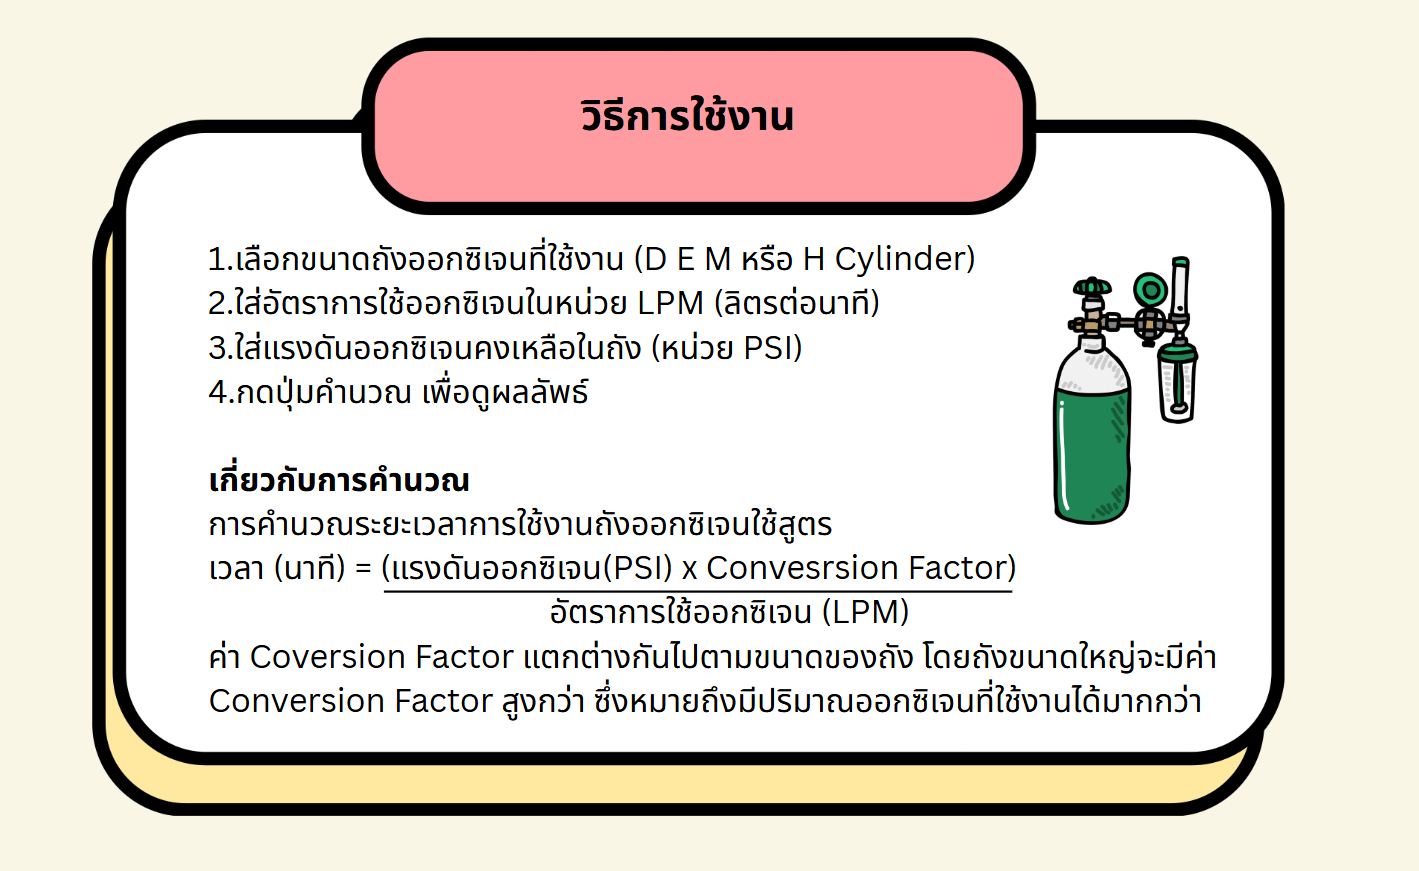 วิธีการใช้งาน
1.เลือกขนาดถังออกซิเจนที่ใช้งาน (D E M หรือ H Cylinder)
2.ใส่อัตราการใช้ออกซิเจนในหน่วย LPM (ลิตรต่อนาที)
3.ใส่แรงดันออกซิเจนคงเหลือในถัง (หน่วย PSI)
4.กดปุ่มคำนวณ เพื่อดูผลลัพธ์
เกี่ยวกับการคำนวณ
การคำนวณระยะเวลาการใช้งานถังออกซิเจนใช้สูตร
เวลา (นาที) = (แรงดันออกซิเจน(PSI) x Convesrsion Factor)
อัตราการใช้ออกซิเจน (LPM)
ค่า Coversion Factor แตกต่างกันไปตามขนาดของถัง โดยถังขนาดใหญ่จะมีค่า
Conversion Factor สูงกว่า ซึ่งหมายถึงมีปริมาณออกซิเจนที่ใช้งานได้มากกว่า